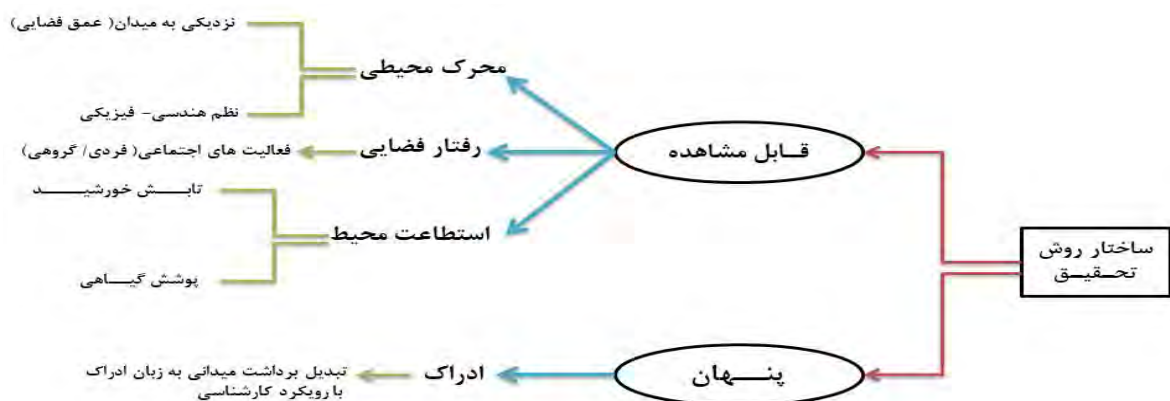 ساختار روش
تحقیق
قابل مشاهده
محرک محیطی
نزدیکی به میدان( عمق فضایی)
نظم هندسی- فیزیکی
رفتار فضایی
فعالیت های اجتماعی( فردی/ گروهی)
استطاعت محیط
تابش خورشید
پوشش گیاهی
پنهان
ادراک
تبدیل برداشت میدانی به زبان ادراک
با رویکرد کارشناسی